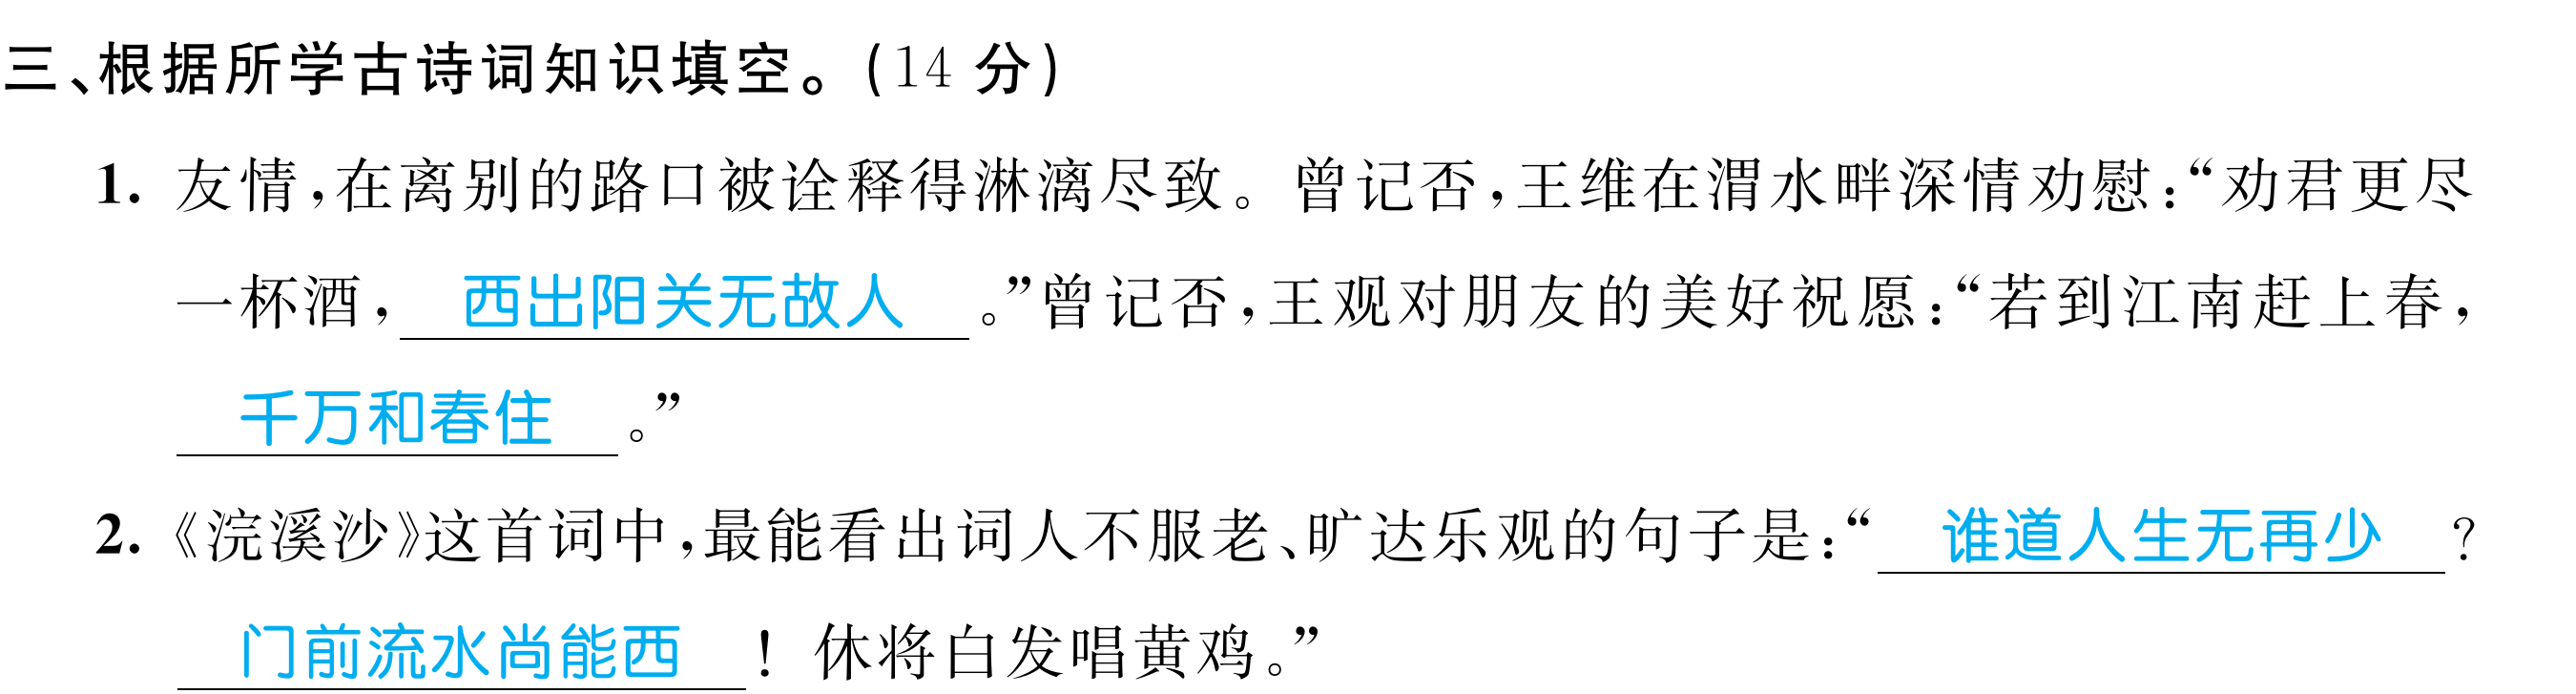 三、根据所学古诗词知识填空。(14 分)
1. 友情,在离别的路口被诠释得淋漓尽致。曾记否,王维在渭水畔深情劝慰:“劝君更尽
一杯酒,西出阳关无故人。”曾记否,王观对朋友的美好祝愿:“若到江南赶上春,
千万和春住。”
2.《浣溪沙》这首词中,最能看出词人不服老、旷达乐观的句子是:“谁道人生无再少?
门前流水尚能西!休将白发唱黄鸡。”